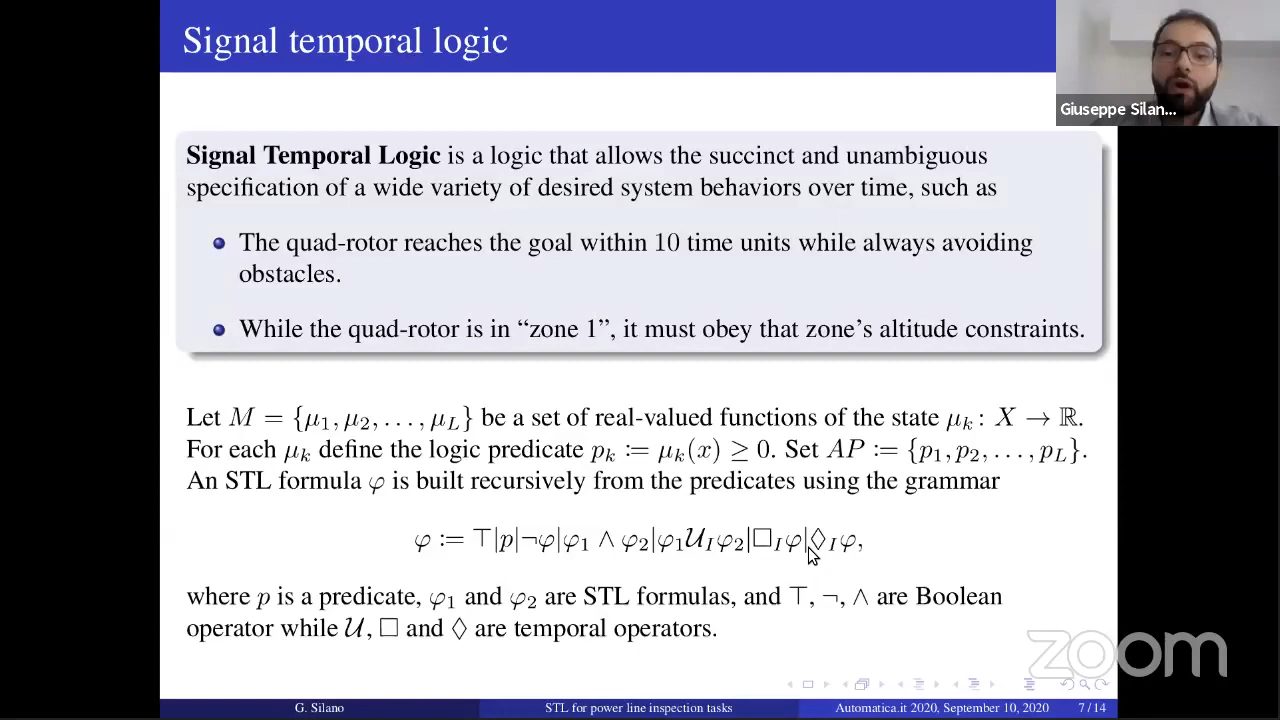 Signal temporal logic
Giuseppe Silan...
Signal Temporal Logic is a logic that allows the succinct and unambiguous
specification of a wide variety of desired system behaviors over time, such as
The quad-rotor reaches the goal within 10 time units while always avoiding
obstacles.
While the quad-rotor is in “zone 1”, it must obey that zone’s altitude constraints.
Let M = {μ₁, μ₂, . . . , μ_L} be a set of real-valued functions of the state μₖ : X → ℝ.
For each μₖ define the logic predicate pₖ := μₖ(x) ≥ 0. Set AP := {p₁, p₂, . . . , p_L}.
An STL formula φ is built recursively from the predicates using the grammar
φ := ⊤|p|¬φ|φ₁ ∧ φ₂|φ₁𝒰_Iφ₂|□_Iφ|◊_Iφ,
where p is a predicate, φ₁ and φ₂ are STL formulas, and ⊤, ¬, ∧ are Boolean
operator while 𝒰, □ and ◊ are temporal operators.
zoom
G. Silano
STL for power line inspection tasks
Automatica.it 2020, September 10, 2020
7 / 14